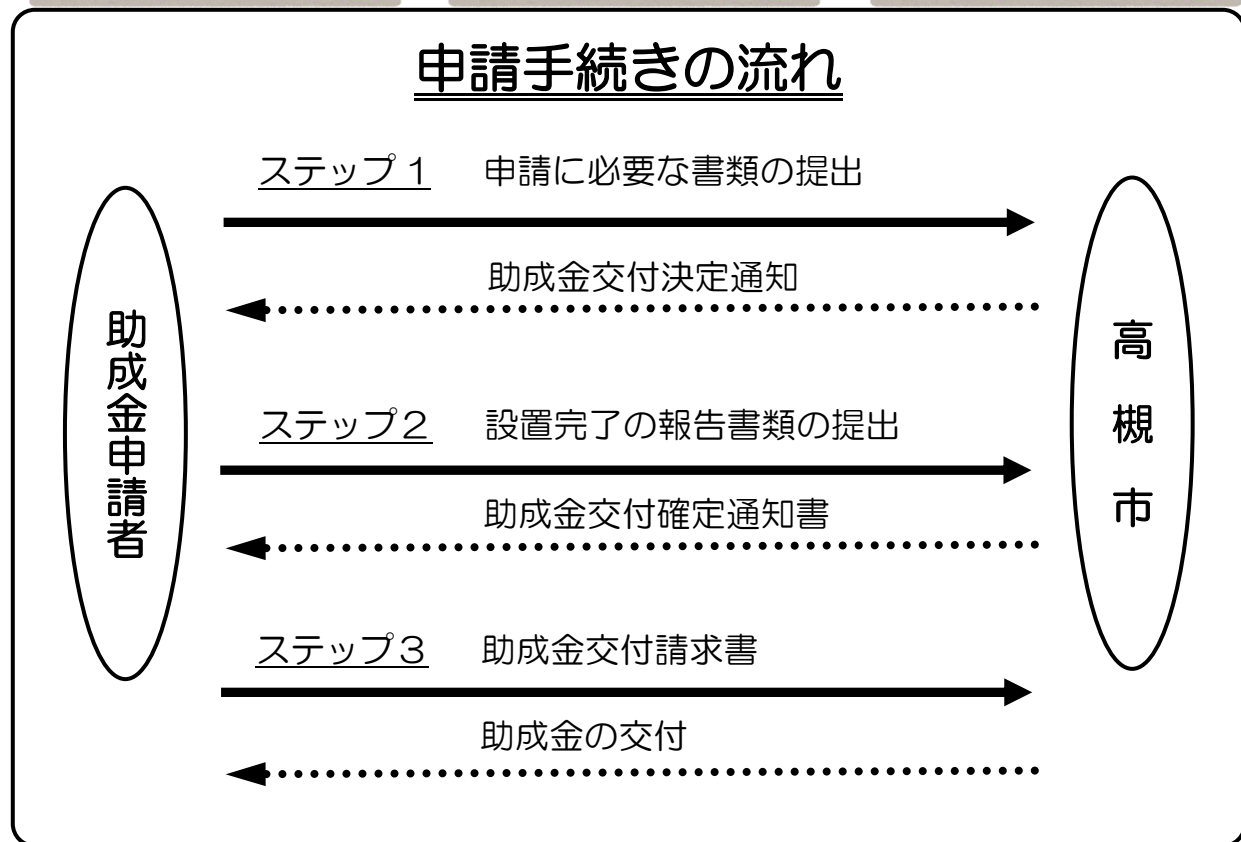 申請手続きの流れ
ステップ１　申請に必要な書類の提出
助成金交付決定通知
助成金申請者
高槻市
ステップ２　設置完了の報告書類の提出
助成金交付確定通知書
ステップ３　助成金交付請求書
助成金の交付